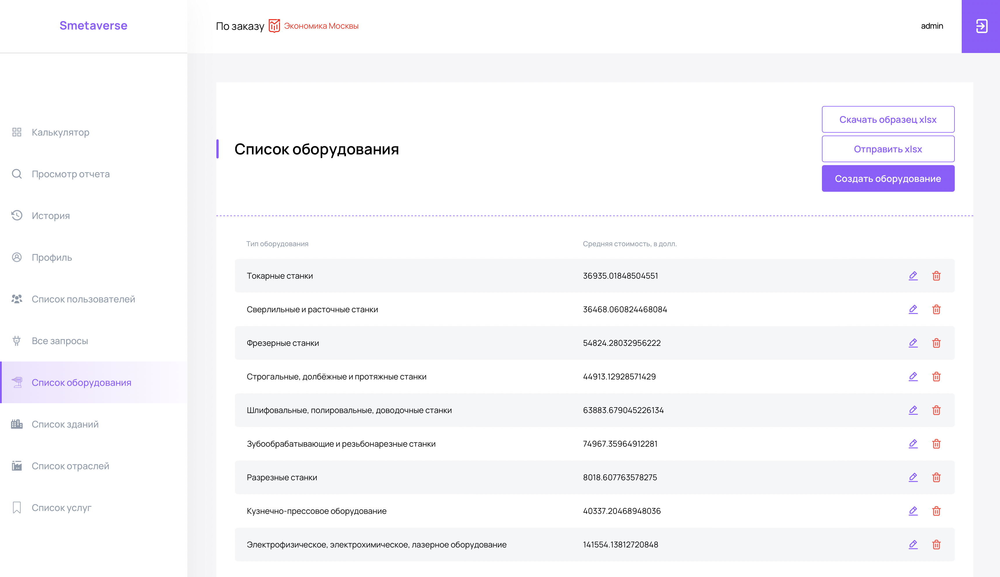 Smetaverse
По заказу Экономика Москвы
admin
Калькулятор
Просмотр отчета
История
Профиль
Список пользователей
Все запросы
Список оборудования
Список зданий
Список отраслей
Список услуг
Список оборудования
Скачать образец xlsx
Отправить xlsx
Создать оборудование
Тип оборудования Средняя стоимость, в долл.
Токарные станки 36935.01848504551
Сверлильные и расточные станки 36468.060824468084
Фрезерные станки 54824.28032956222
Строгальные, долбёжные и протяжные станки 44913.12928571429
Шлифовальные, полировальные, доводочные станки 63883.679045226134
Зубообрабатывающие и резьбонарезные станки 74967.35964912281
Разрезные станки 8018.607763578275
Кузнечно-прессовое оборудование 40337.20468948036
Электрофизическое, электрохимическое, лазерное оборудование 141554.13812720848